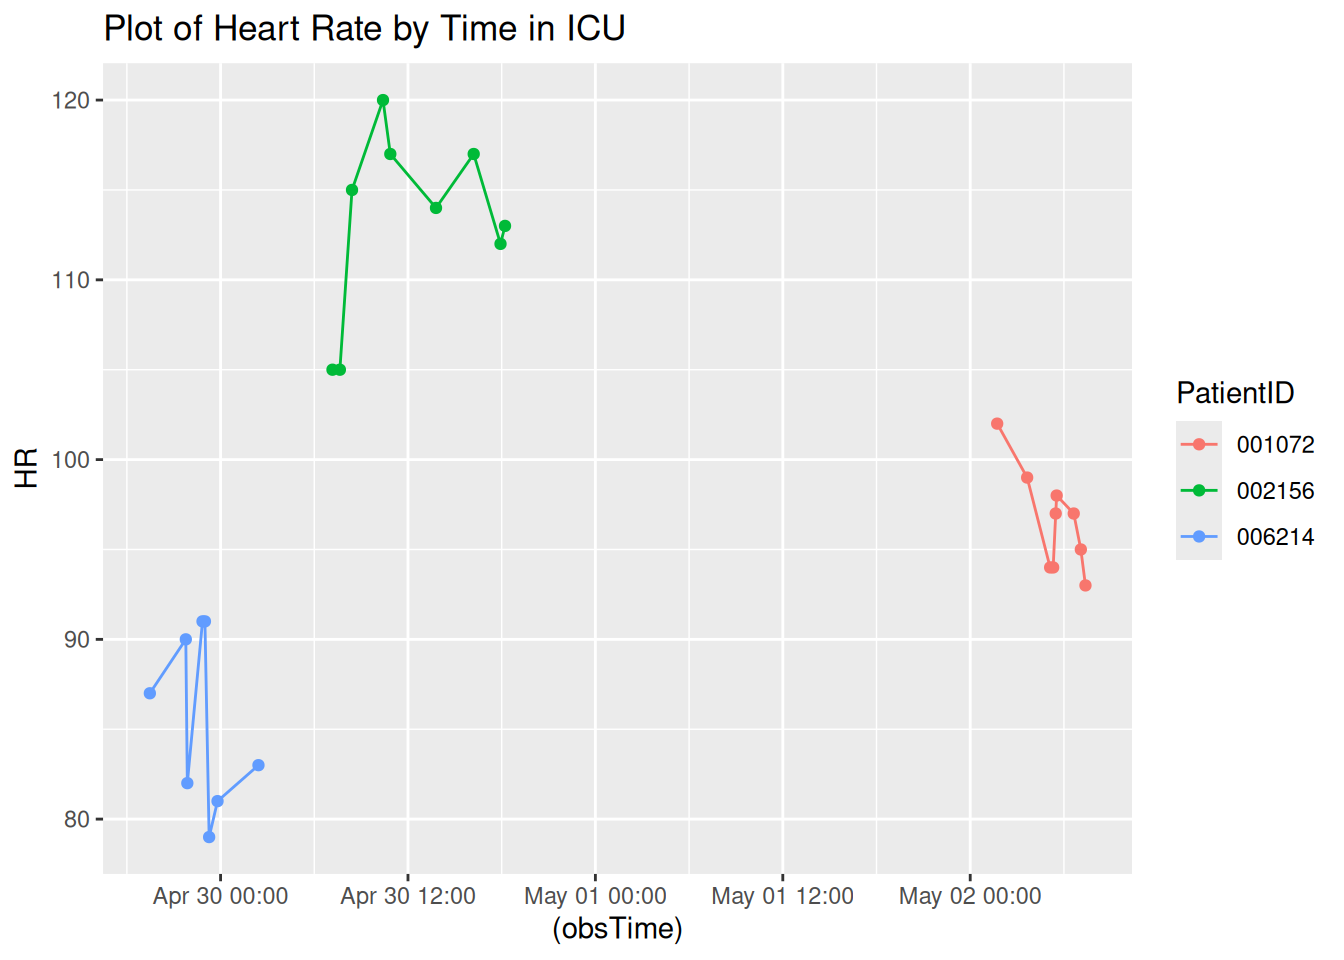 Plot of Heart Rate by Time in ICU
120
110
100
90
80
HR
Apr 30 00:00 Apr 30 12:00 May 01 00:00 May 01 12:00 May 02 00:00
(obsTime)
PatientID
001072
002156
006214